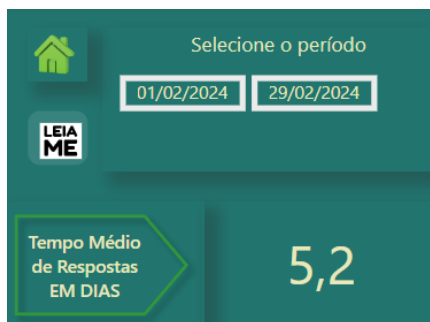 Selecione o período
01/02/2024 29/02/2024
LEIA
ME
Tempo Médio
de Respostas
EM DIAS
5,2